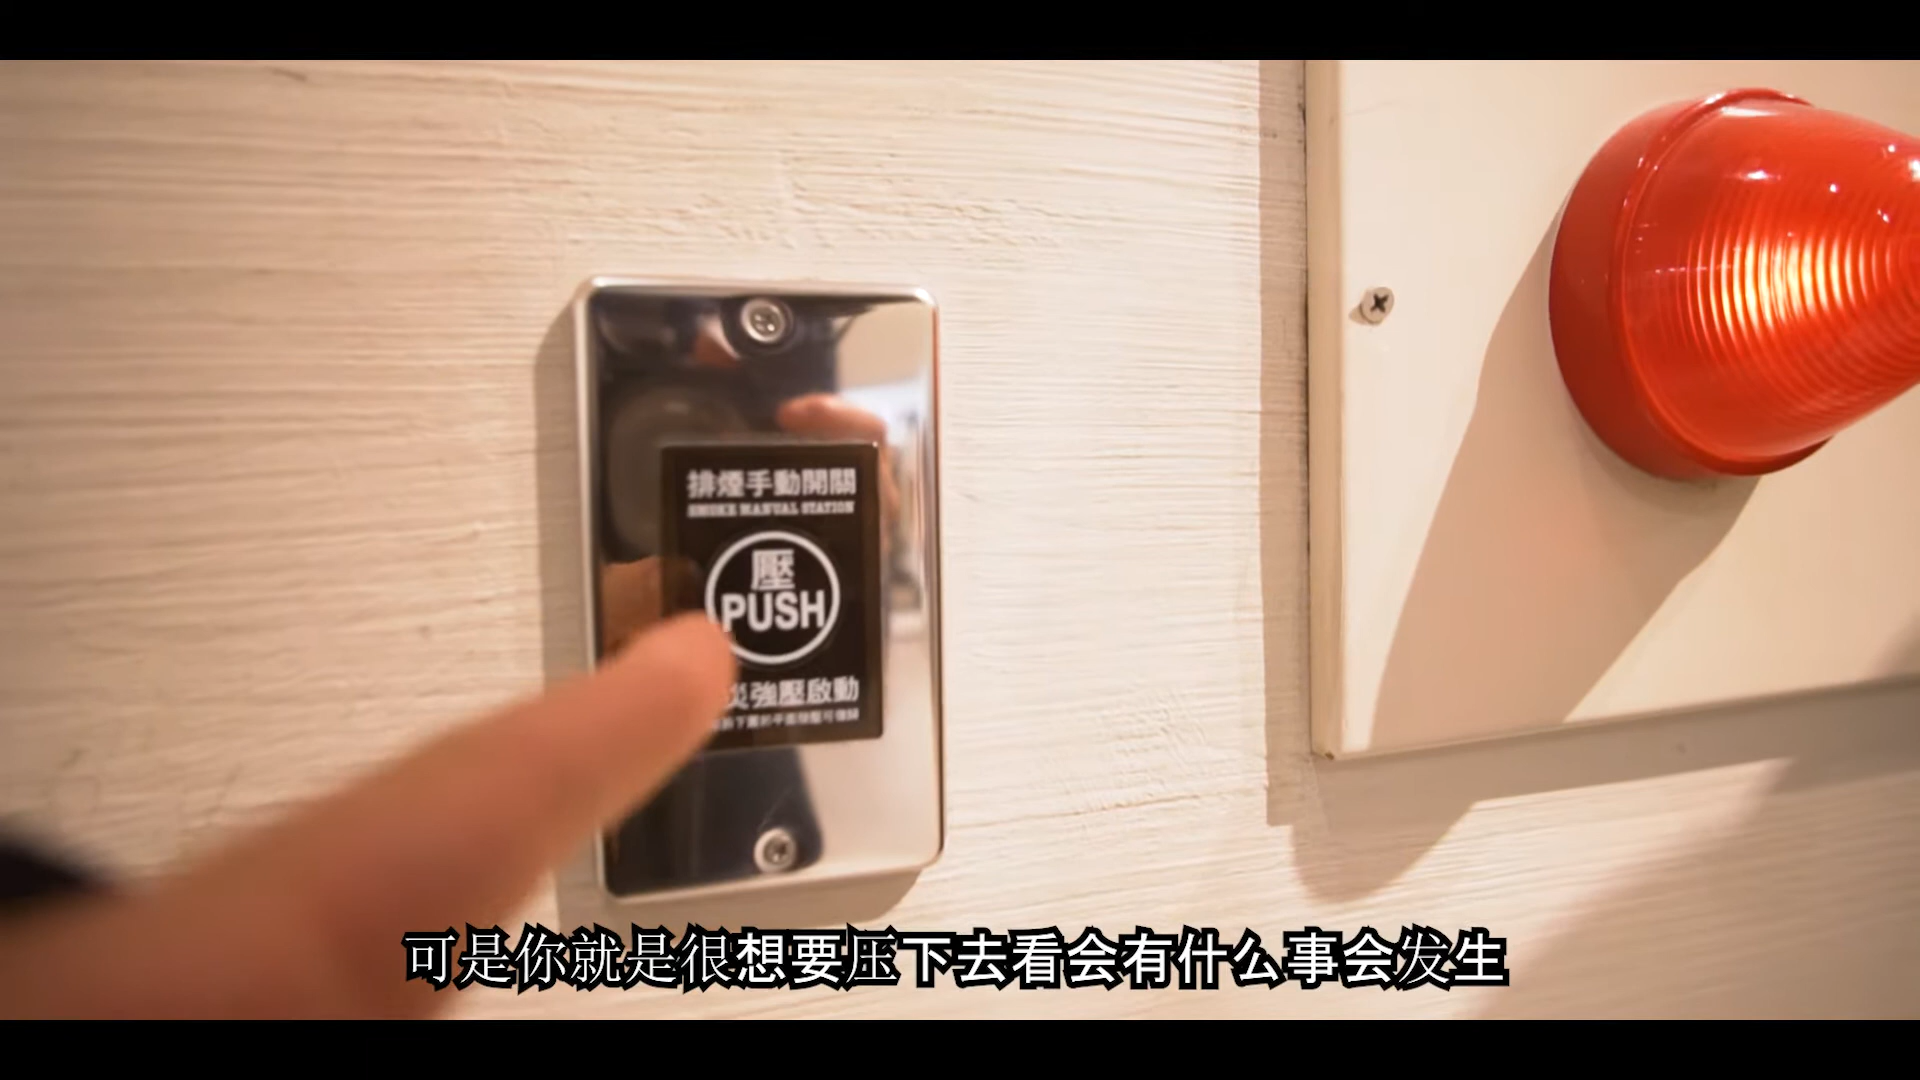 排煙手動開關
SMOKE MANUAL STATION
壓
PUSH
災強壓啟動
可是你就是很想要压下去看会有什么事会发生